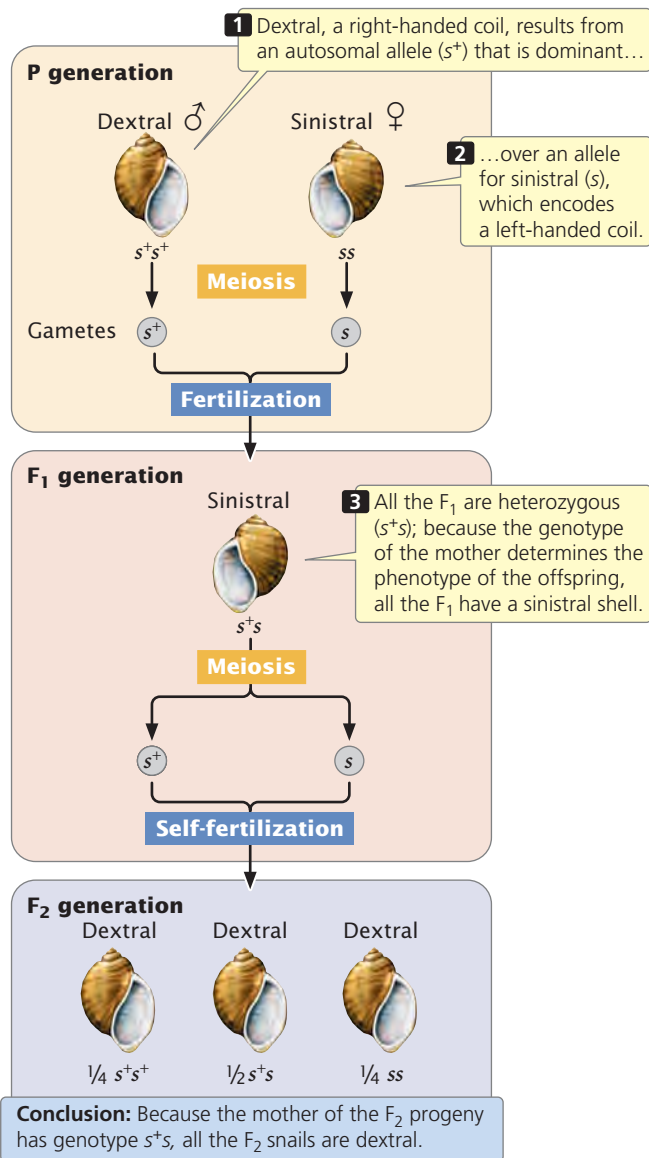 1 Dextral, a right-handed coil, results from
an autosomal allele (s⁺) that is dominant…
P generation
Dextral ♂
Sinistral ♀
2 …over an allele
for sinistral (s),
which encodes
a left-handed coil.
s⁺s⁺
ss
Meiosis
Gametes
s⁺
s
Fertilization
F₁ generation
Sinistral
3 All the F₁ are heterozygous
(s⁺s); because the genotype
of the mother determines the
phenotype of the offspring,
all the F₁ have a sinistral shell.
s⁺s
Meiosis
s⁺
s
Self-fertilization
F₂ generation
Dextral
Dextral
Dextral
¼ s⁺s⁺
½ s⁺s
¼ ss
Conclusion: Because the mother of the F₂ progeny
has genotype s⁺s, all the F₂ snails are dextral.